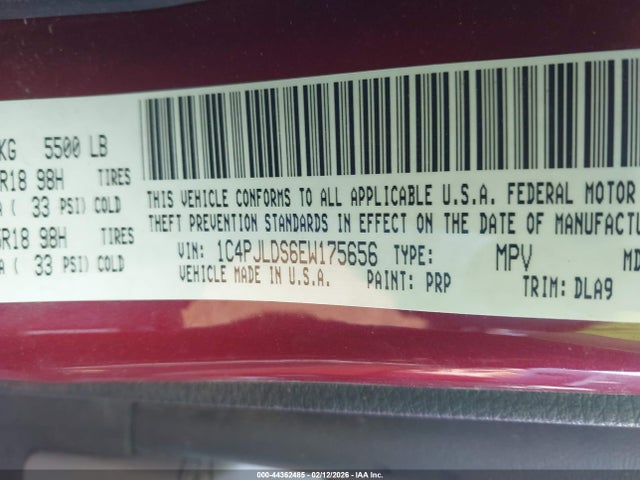 KG 5500 LB
R18 98H TIRES
( 33 PSI) COLD
R18 98H TIRES
( 33 PSI) COLD
THIS VEHICLE CONFORMS TO ALL APPLICABLE U.S.A. FEDERAL MOTOR
THEFT PREVENTION STANDARDS IN EFFECT ON THE DATE OF MANUFACTU
VIN: 1C4PJLDS6EW175656 TYPE: MPV MD
VEHICLE MADE IN U.S.A. PAINT: PRP TRIM: DLA9
000-44362485 - 02/12/2026 - IAA Inc.